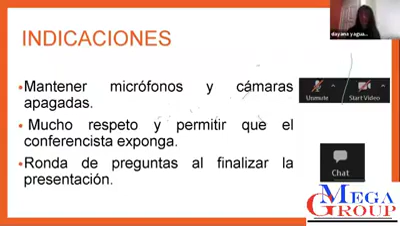 INDICACIONES
•Mantener micrófonos y cámaras
apagadas.
• Mucho respeto y permitir que el
conferencista exponga.
•Ronda de preguntas al finalizar la
presentación.
dayana yagua...
Unmute
Start Video
Chat
MEGA
GROUP